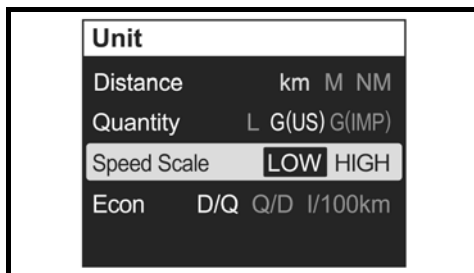 Unit
Distance km M NM
Quantity L G(US) G(IMP)
Speed Scale LOW HIGH
Econ D/Q Q/D l/100km